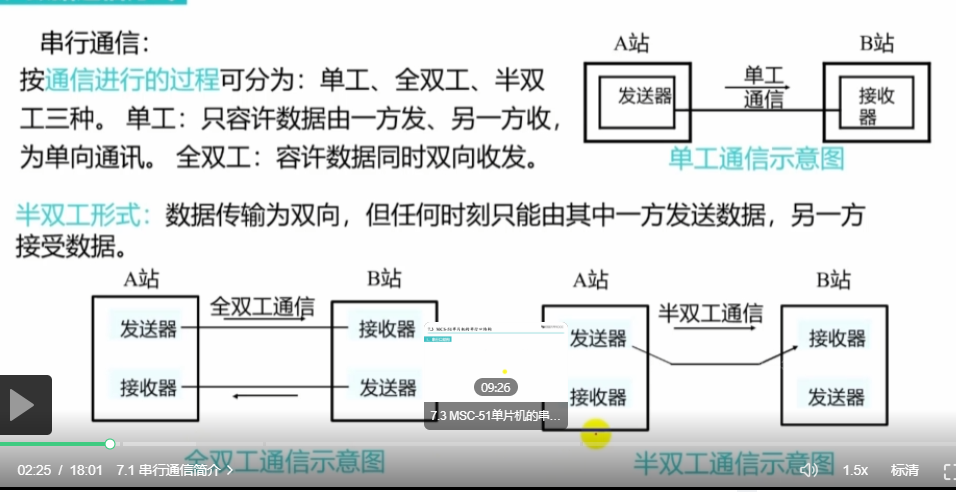 串行通信：
按通信进行的过程可分为：单工、全双工、半双
工三种。 单工：只容许数据由一方发、另一方收，
为单向通讯。 全双工：容许数据同时双向收发。
A站
B站
发送器
单工
通信
接收
器
单工通信示意图
半双工形式：数据传输为双向，但任何时刻只能由其中一方发送数据，另一方
接受数据。
A站
B站
全双工通信
发送器
接收器
接收器
发送器
全双工通信示意图
A站
B站
半双工通信
发送器
接收器
接收器
发送器
半双工通信示意图
09:26
7.3 MSC-51单片机的串...
02:25 / 18:01 7.1 串行通信简介
1.5x
标清